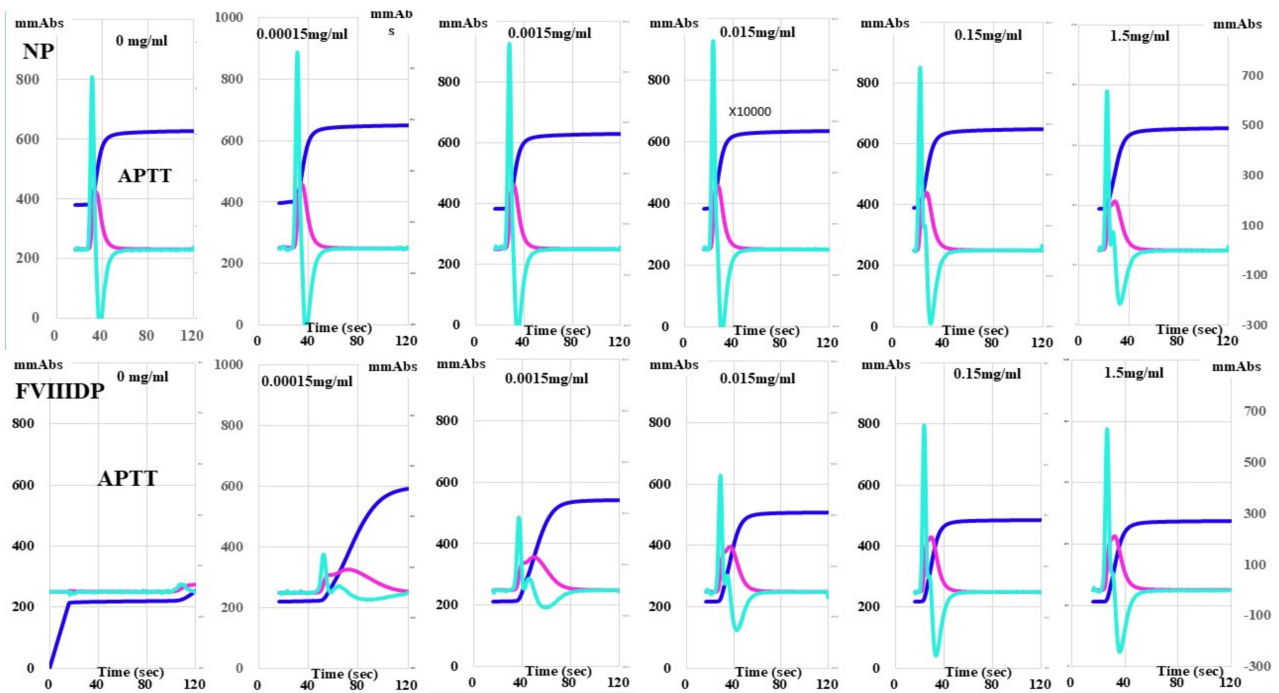 mmAbs 1000 mmAbs mmAbs mmAbs mmAbs mmAbs mmAbs
s
NP 0 mg/ml 0.00015mg/ml 0.0015mg/ml 0.015mg/ml 0.15mg/ml 1.5mg/ml
800 800 800 800 800 700
X10000
600 600 600 600 600 500
APTT
400 400 400 400 400 300
100
200 200 200 200 200 -100
0 0 0 0 0 -300
Time (sec) Time (sec) Time (sec) Time (sec) Time (sec)
0 40 80 120 0 40 80 120 0 40 80 120 0 40 80 120 0 40 80 120 0 40 80 120
mmAbs 1000 mmAbs mmAbs mmAbs mmAbs mmAbs
FVIIIDP 0 mg/ml 0.00015mg/ml 0.0015mg/ml 0.015mg/ml 0.15mg/ml 1.5mg/ml
800 800 800 800 800 700
APTT
600 600 600 600 600 500
400 400 400 400 400 300
100
200 200 200 200 200 -100
0 0 0 0 0 -300
Time (sec) Time (sec) Time (sec) Time (sec) Time (sec) Time (sec)
0 40 80 120 0 40 80 120 0 40 80 120 0 40 80 120 0 40 80 120 0 40 80 120